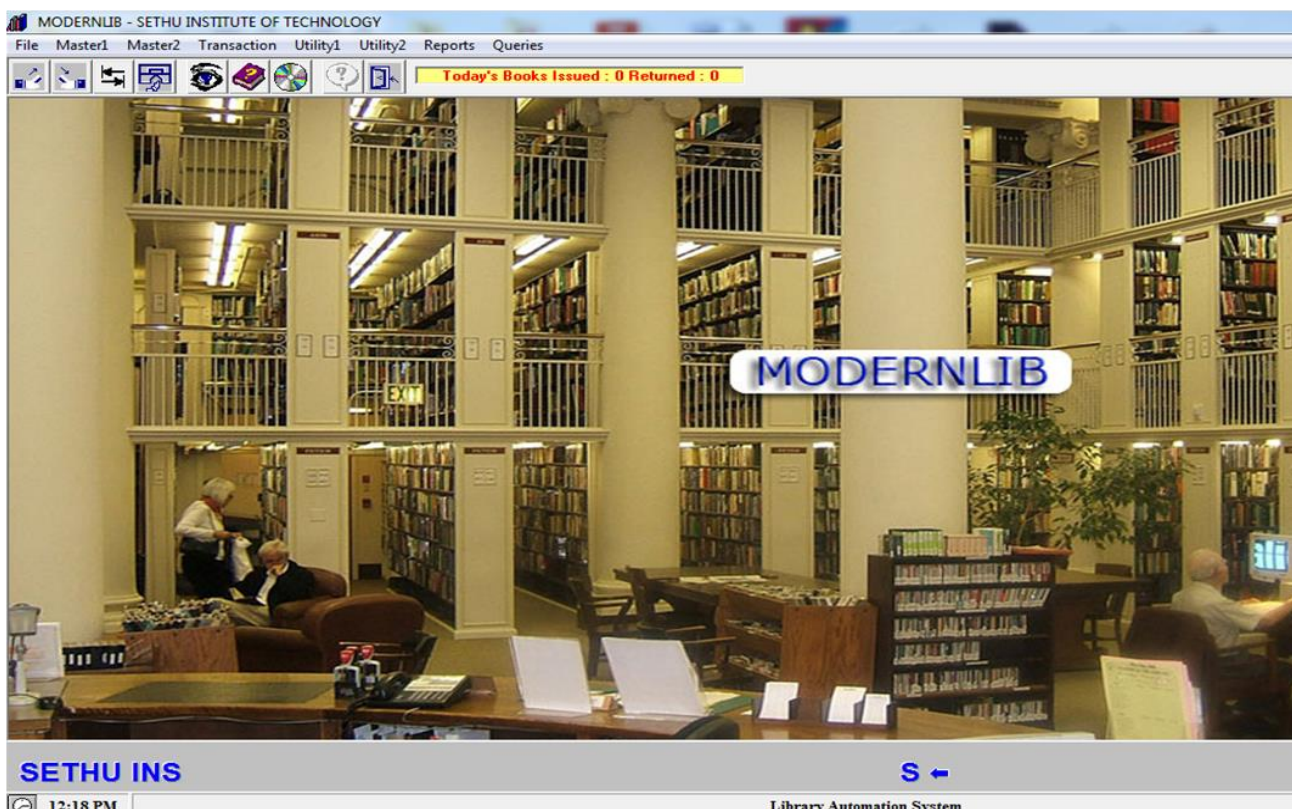 MODERNLIB - SETHU INSTITUTE OF TECHNOLOGY
File Master1 Master2 Transaction Utility1 Utility2 Reports Queries
Today's Books Issued : 0 Returned : 0
MODERNLIB
EXIT
FICTION
SETHU INS S
12:18 PM Library Automation System